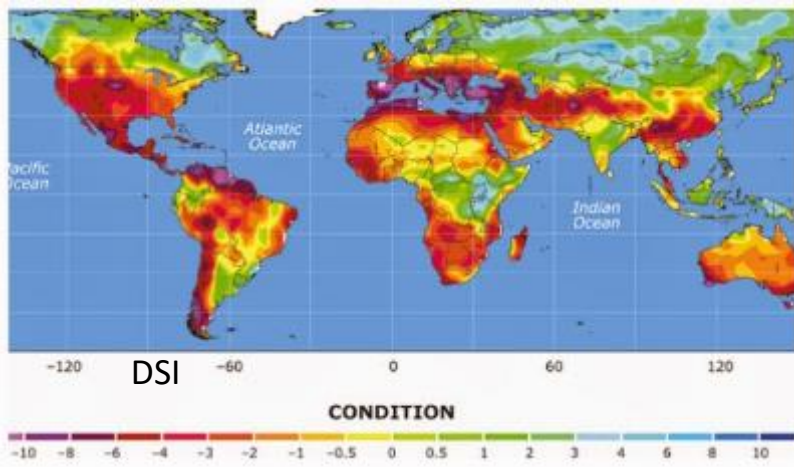 Atlantic
Ocean
Pacific
Ocean
Indian
Ocean
-120 DSI -60 0 60 120
CONDITION
-10 -8 -6 -4 -3 -2 -1 -0.5 0 0.5 1 2 3 4 6 8 10